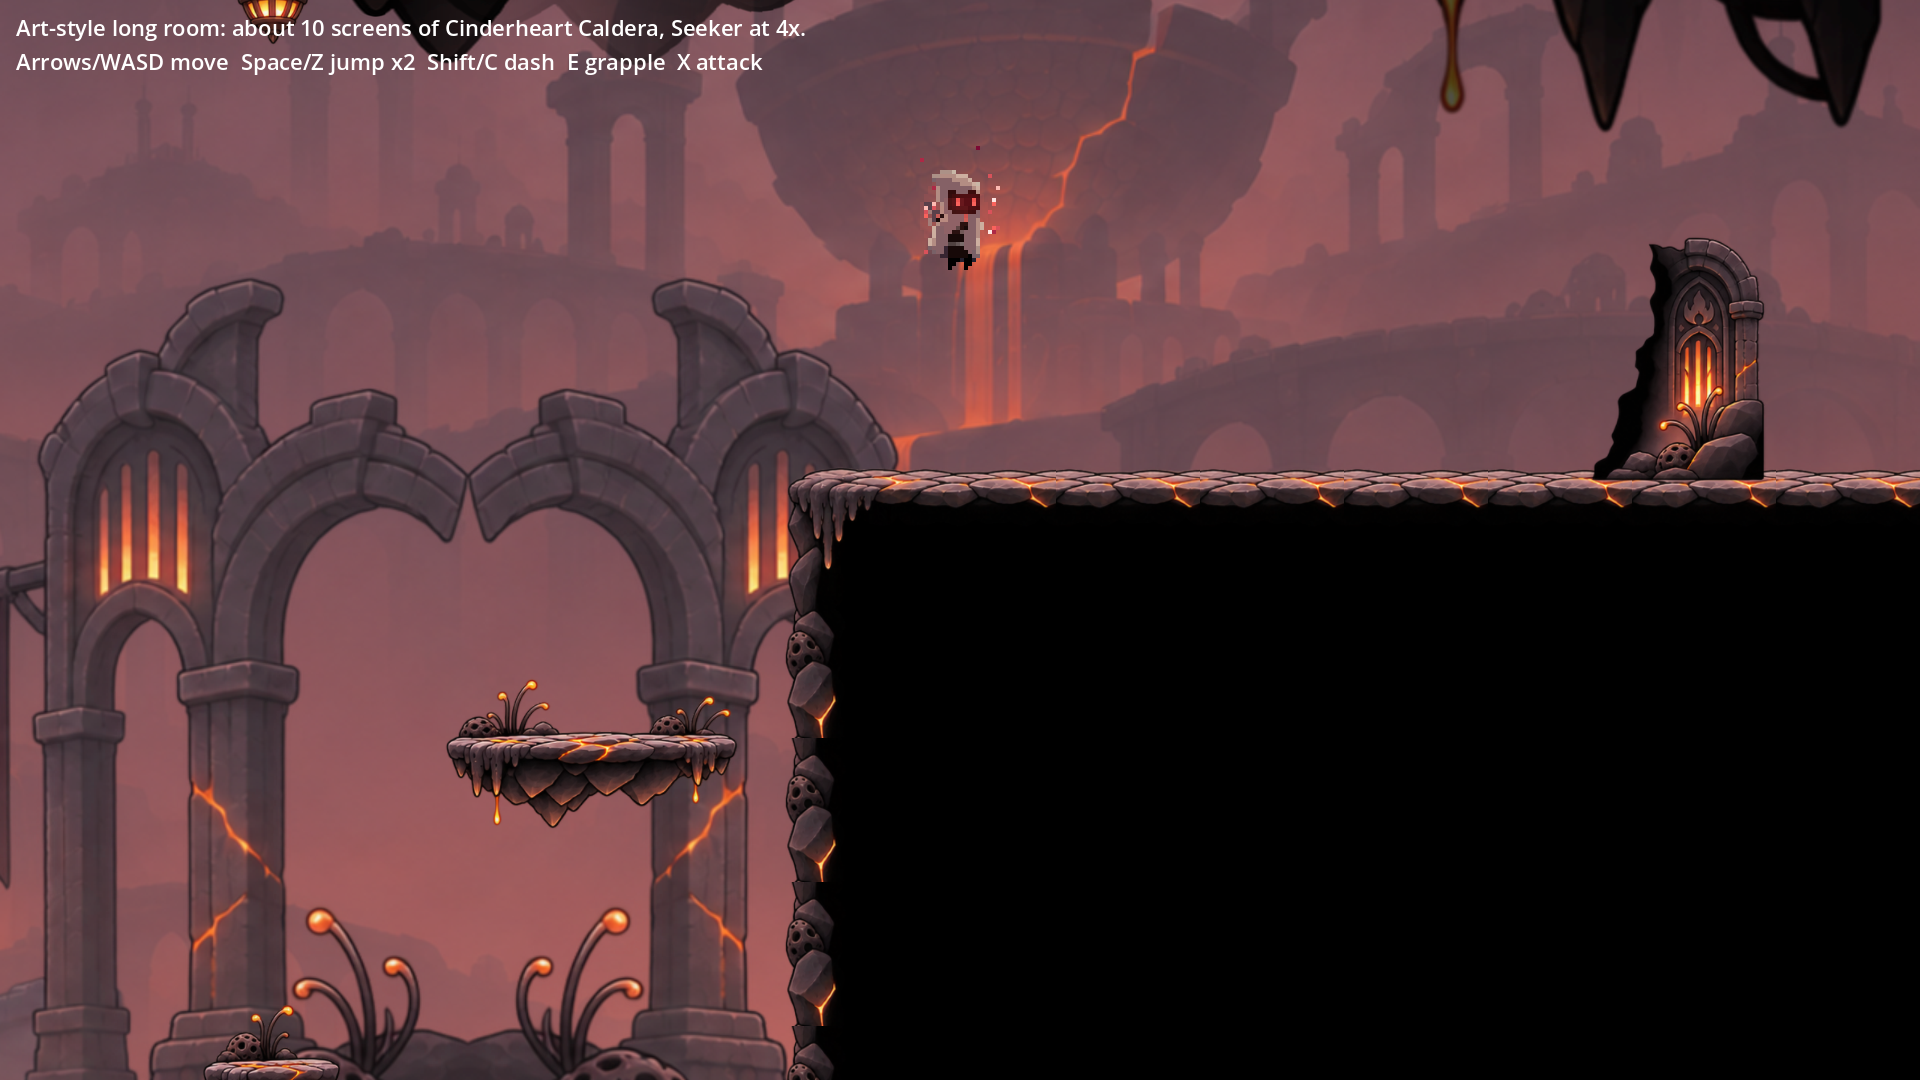 Art-style long room: about 10 screens of Cinderheart Caldera, Seeker at 4x.
Arrows/WASD move  Space/Z jump x2  Shift/C dash  E grapple  X attack